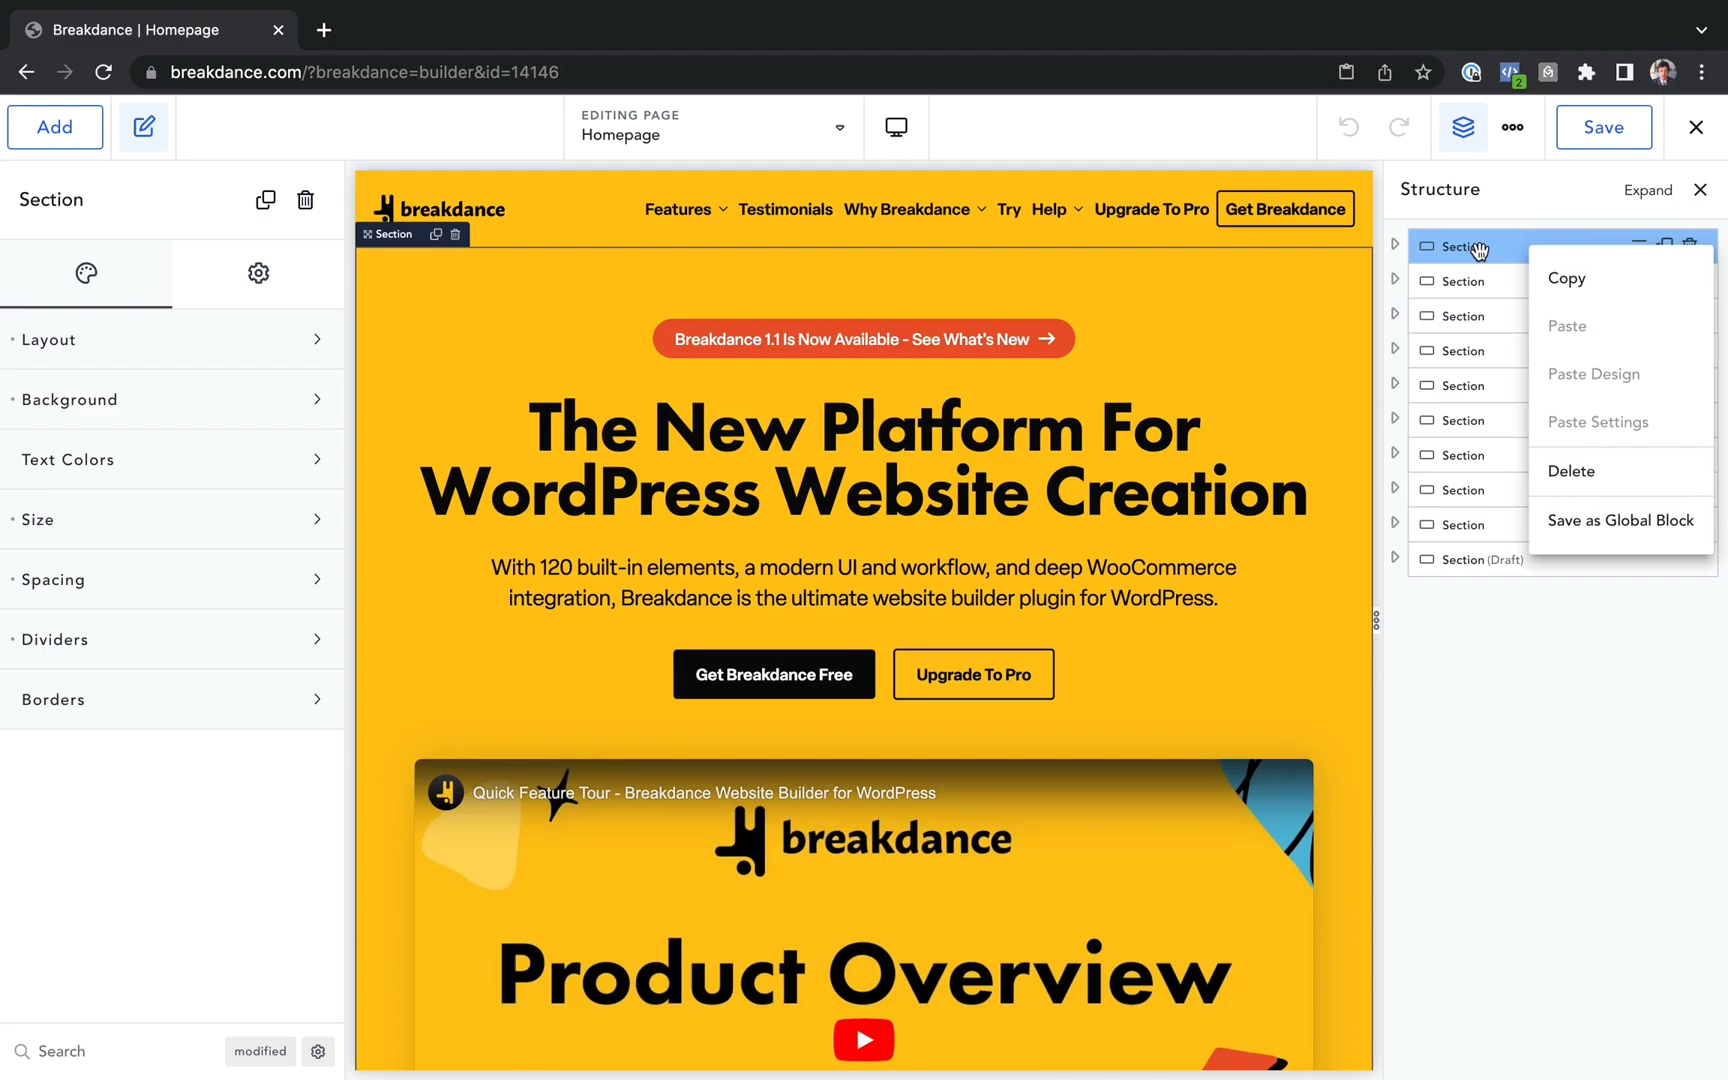 Breakdance | Homepage
breakdance.com/?breakdance=builder&id=14146
2
Add
EDITING PAGE
Homepage
Save
Section
Layout
Background
Text Colors
Size
Spacing
Dividers
Borders
Search
modified
breakdance
Features
Testimonials
Why Breakdance
Try
Help
Upgrade To Pro
Get Breakdance
Section
Breakdance 1.1 Is Now Available - See What's New →
The New Platform For
WordPress Website Creation
With 120 built-in elements, a modern UI and workflow, and deep WooCommerce
integration, Breakdance is the ultimate website builder plugin for WordPress.
Get Breakdance Free
Upgrade To Pro
Quick Feature Tour - Breakdance Website Builder for WordPress
breakdance
Product Overview
Structure
Expand
Section
Section
Section
Section
Section
Section
Section
Section
Section (Draft)
Copy
Paste
Paste Design
Paste Settings
Delete
Save as Global Block